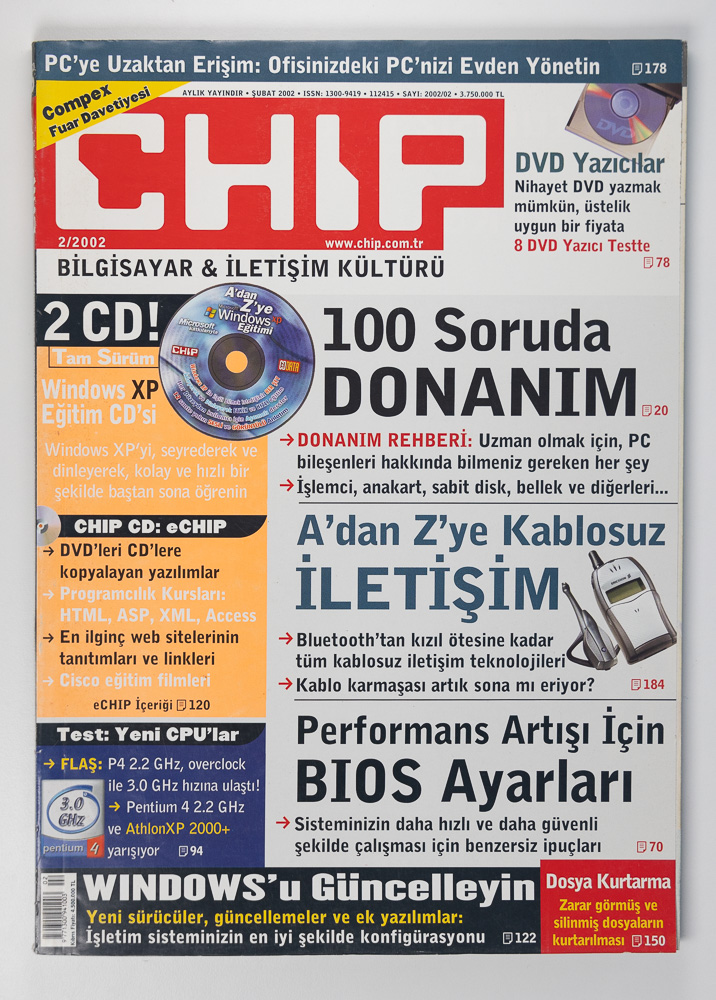 PC'ye Uzaktan Erişim: Ofisinizdeki PC'nizi Evden Yönetin 178
Compex
Fuar Davetiyesi
AYLIK YAYINDIR • ŞUBAT 2002 • ISSN: 1300-9419 • 112415 • SAYI: 2002/02 • 3.750.000 TL
CHIP
2/2002
www.chip.com.tr
BİLGİSAYAR & İLETİŞİM KÜLTÜRÜ
DVD
DVD Yazıcılar
Nihayet DVD yazmak
mümkün, üstelik
uygun bir fiyata
8 DVD Yazıcı Testte
78
2 CD!
Tam Sürüm
Windows XP
Eğitim CD'si
Windows XP'yi, seyrederek ve
dinleyerek, kolay ve hızlı bir
şekilde baştan sona öğrenin
A'dan
Z'ye
Microsoft
Windows XP
Eğitimi
CHIP
CDDATA
100 Soruda
DONANIM 20
→ DONANIM REHBERİ: Uzman olmak için, PC
bileşenleri hakkında bilmeniz gereken her şey
→ İşlemci, anakart, sabit disk, bellek ve diğerleri...
CHIP CD: eCHIP
→ DVD'leri CD'lere
kopyalayan yazılımlar
→ Programcılık Kursları:
HTML, ASP, XML, Access
→ En ilginç web sitelerinin
tanıtımları ve linkleri
→ Cisco eğitim filmleri
eCHIP İçeriği 120
A'dan Z'ye Kablosuz
İLETİŞİM
→ Bluetooth'tan kızıl ötesine kadar
tüm kablosuz iletişim teknolojileri
→ Kablo karmaşası artık sona mı eriyor? 184
Test: Yeni CPU'lar
→ FLAŞ: P4 2.2 GHz, overclock
ile 3.0 GHz hızına ulaştı!
→ Pentium 4 2.2 GHz
ve AthlonXP 2000+
yarışıyor 94
3.0
GHz
pentium 4
Performans Artışı İçin
BIOS Ayarları
→ Sisteminizin daha hızlı ve daha güvenli
şekilde çalışması için benzersiz ipuçları 70
WINDOWS'u Güncelleyin
Yeni sürücüler, güncellemeler ve ek yazılımlar:
İşletim sisteminizin en iyi şekilde konfigürasyonu 122
Dosya Kurtarma
Zarar görmüş ve
silinmiş dosyaların
kurtarılması 150